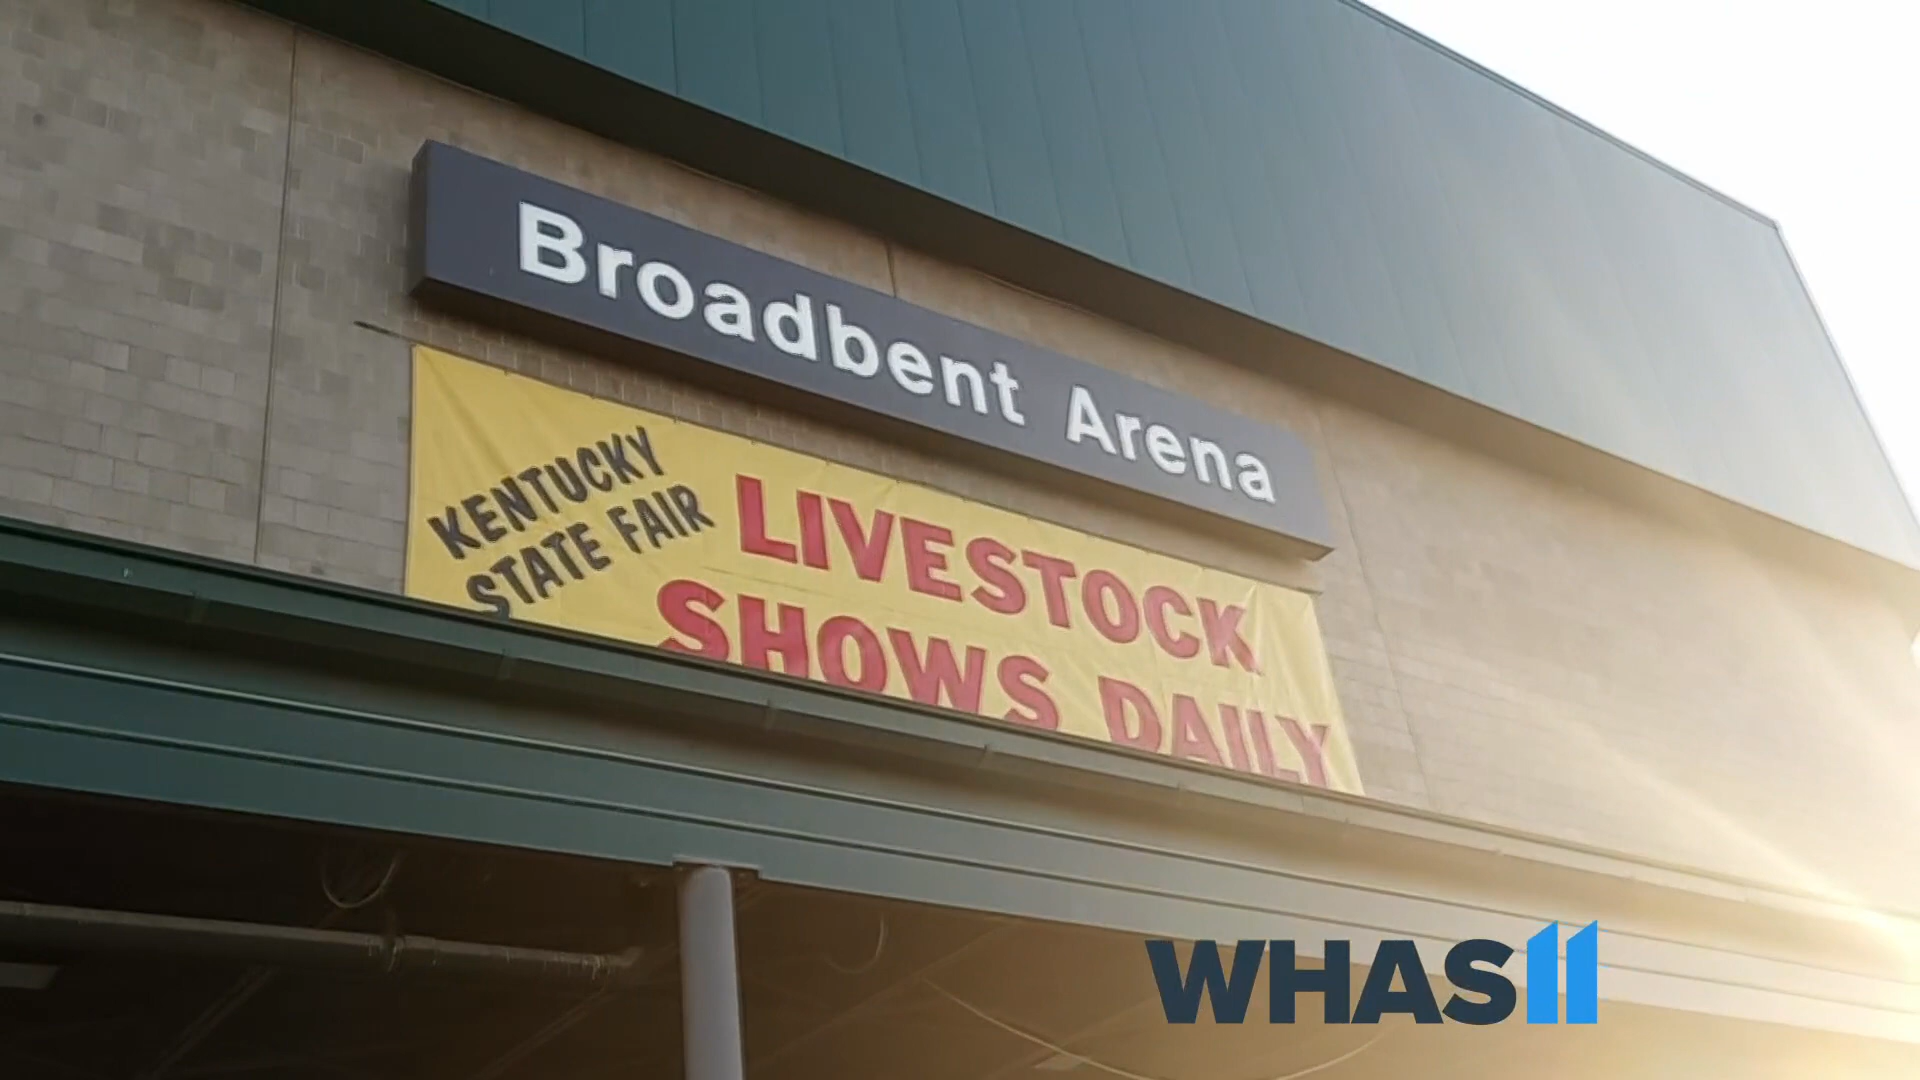 Broadbent Arena
KENTUCKY
STATE FAIR
LIVESTOCK
SHOWS DAILY
WHAS11